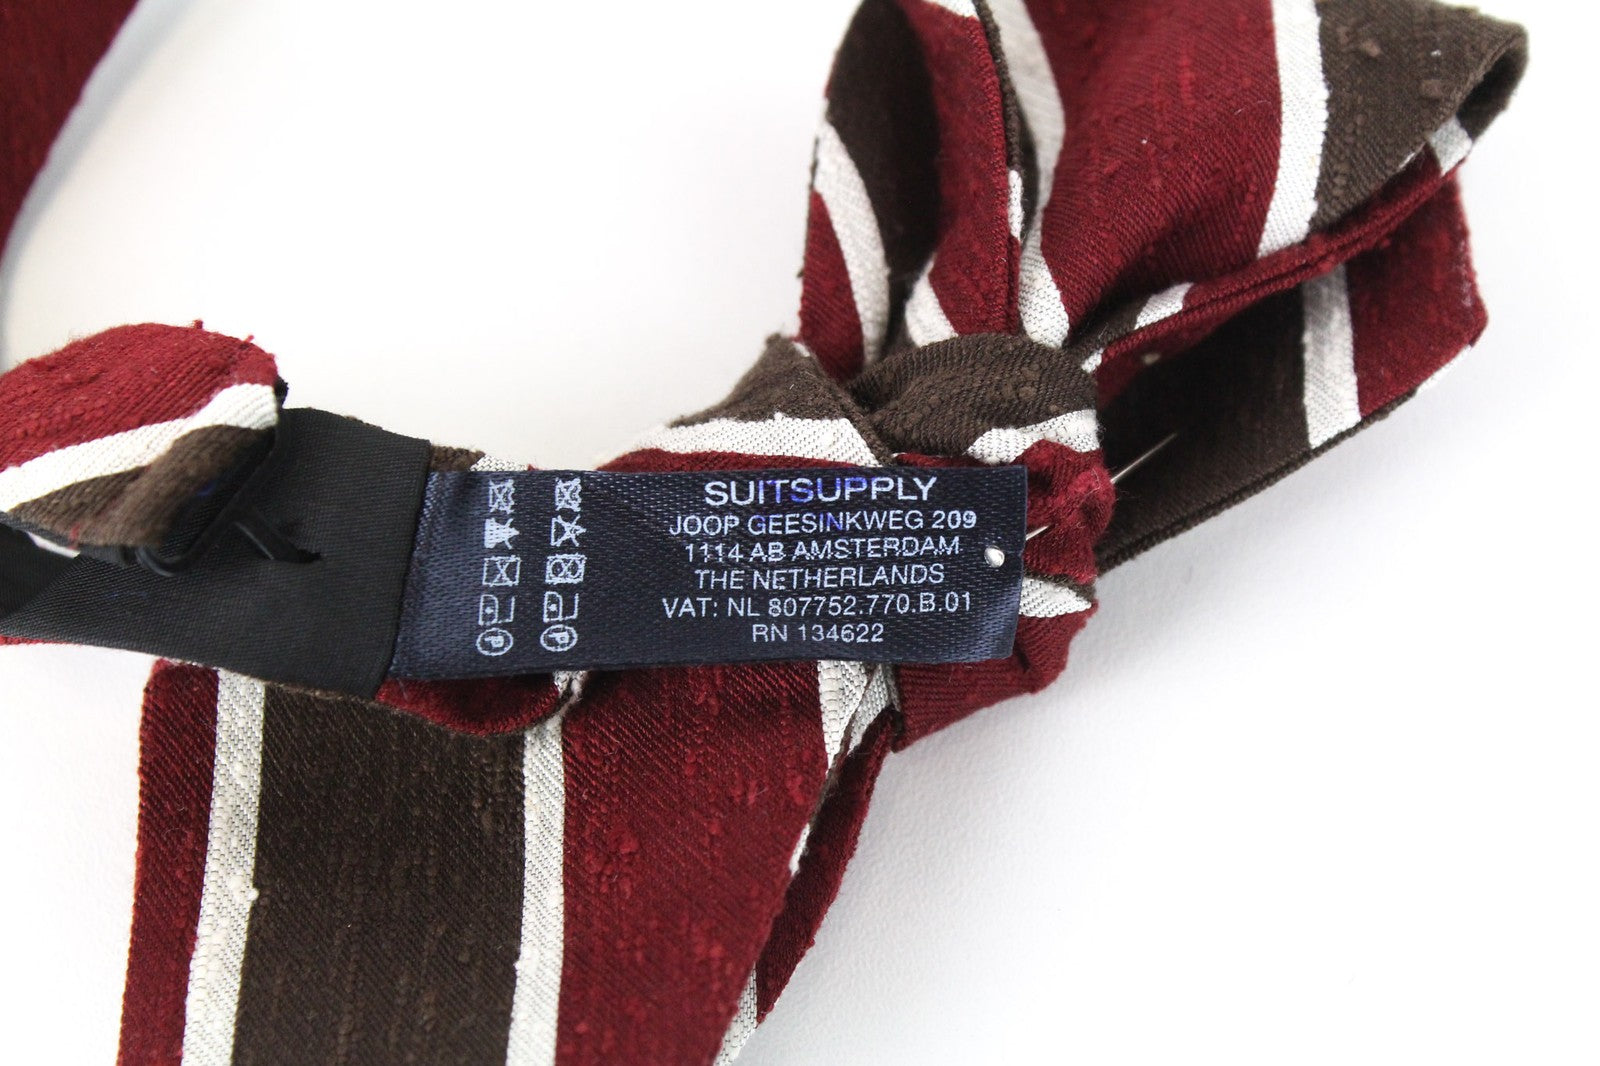 SUITSUPPLY
JOOP GEESINKWEG 209
1114 AB AMSTERDAM
THE NETHERLANDS
VAT: NL 807752.770.B.01
RN 134622
P P